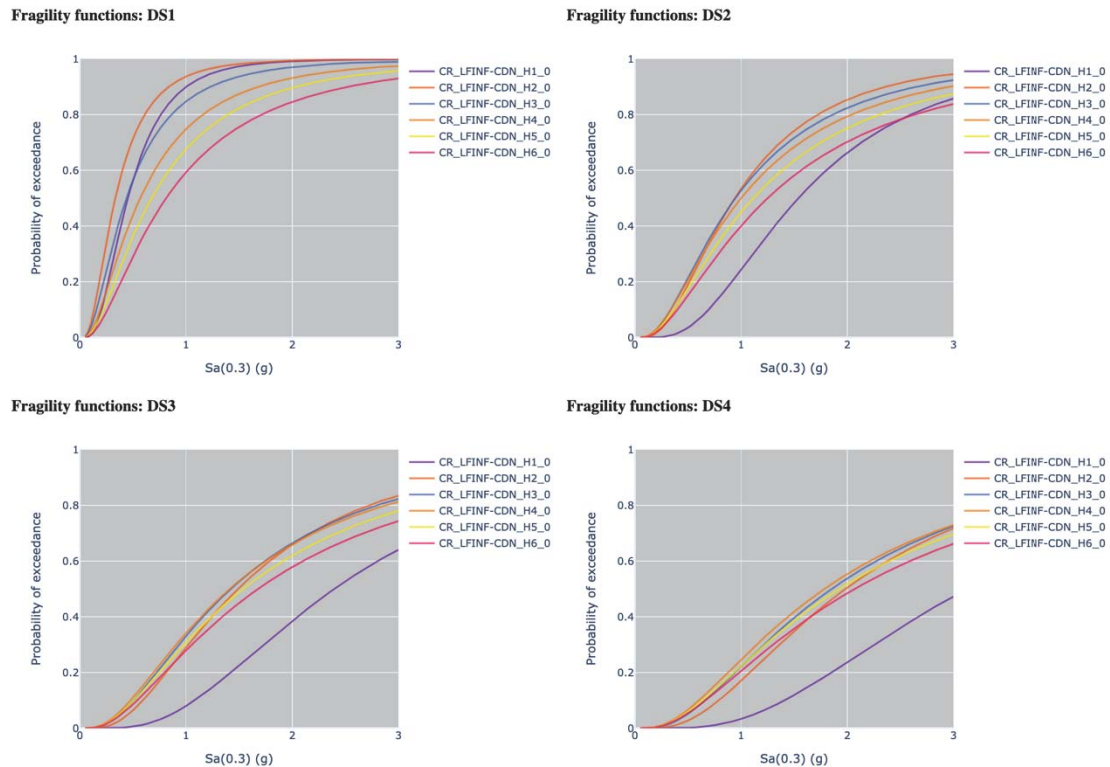 Fragility functions: DS1
Probability of exceedance
1
0.8
0.6
0.4
0.2
0
0
1
2
3
Sa(0.3) (g)
CR_LFINF-CDN_H1_0
CR_LFINF-CDN_H2_0
CR_LFINF-CDN_H3_0
CR_LFINF-CDN_H4_0
CR_LFINF-CDN_H5_0
CR_LFINF-CDN_H6_0
Fragility functions: DS2
Probability of exceedance
1
0.8
0.6
0.4
0.2
0
0
1
2
3
Sa(0.3) (g)
CR_LFINF-CDN_H1_0
CR_LFINF-CDN_H2_0
CR_LFINF-CDN_H3_0
CR_LFINF-CDN_H4_0
CR_LFINF-CDN_H5_0
CR_LFINF-CDN_H6_0
Fragility functions: DS3
Probability of exceedance
1
0.8
0.6
0.4
0.2
0
0
1
2
3
Sa(0.3) (g)
CR_LFINF-CDN_H1_0
CR_LFINF-CDN_H2_0
CR_LFINF-CDN_H3_0
CR_LFINF-CDN_H4_0
CR_LFINF-CDN_H5_0
CR_LFINF-CDN_H6_0
Fragility functions: DS4
Probability of exceedance
1
0.8
0.6
0.4
0.2
0
0
1
2
3
Sa(0.3) (g)
CR_LFINF-CDN_H1_0
CR_LFINF-CDN_H2_0
CR_LFINF-CDN_H3_0
CR_LFINF-CDN_H4_0
CR_LFINF-CDN_H5_0
CR_LFINF-CDN_H6_0